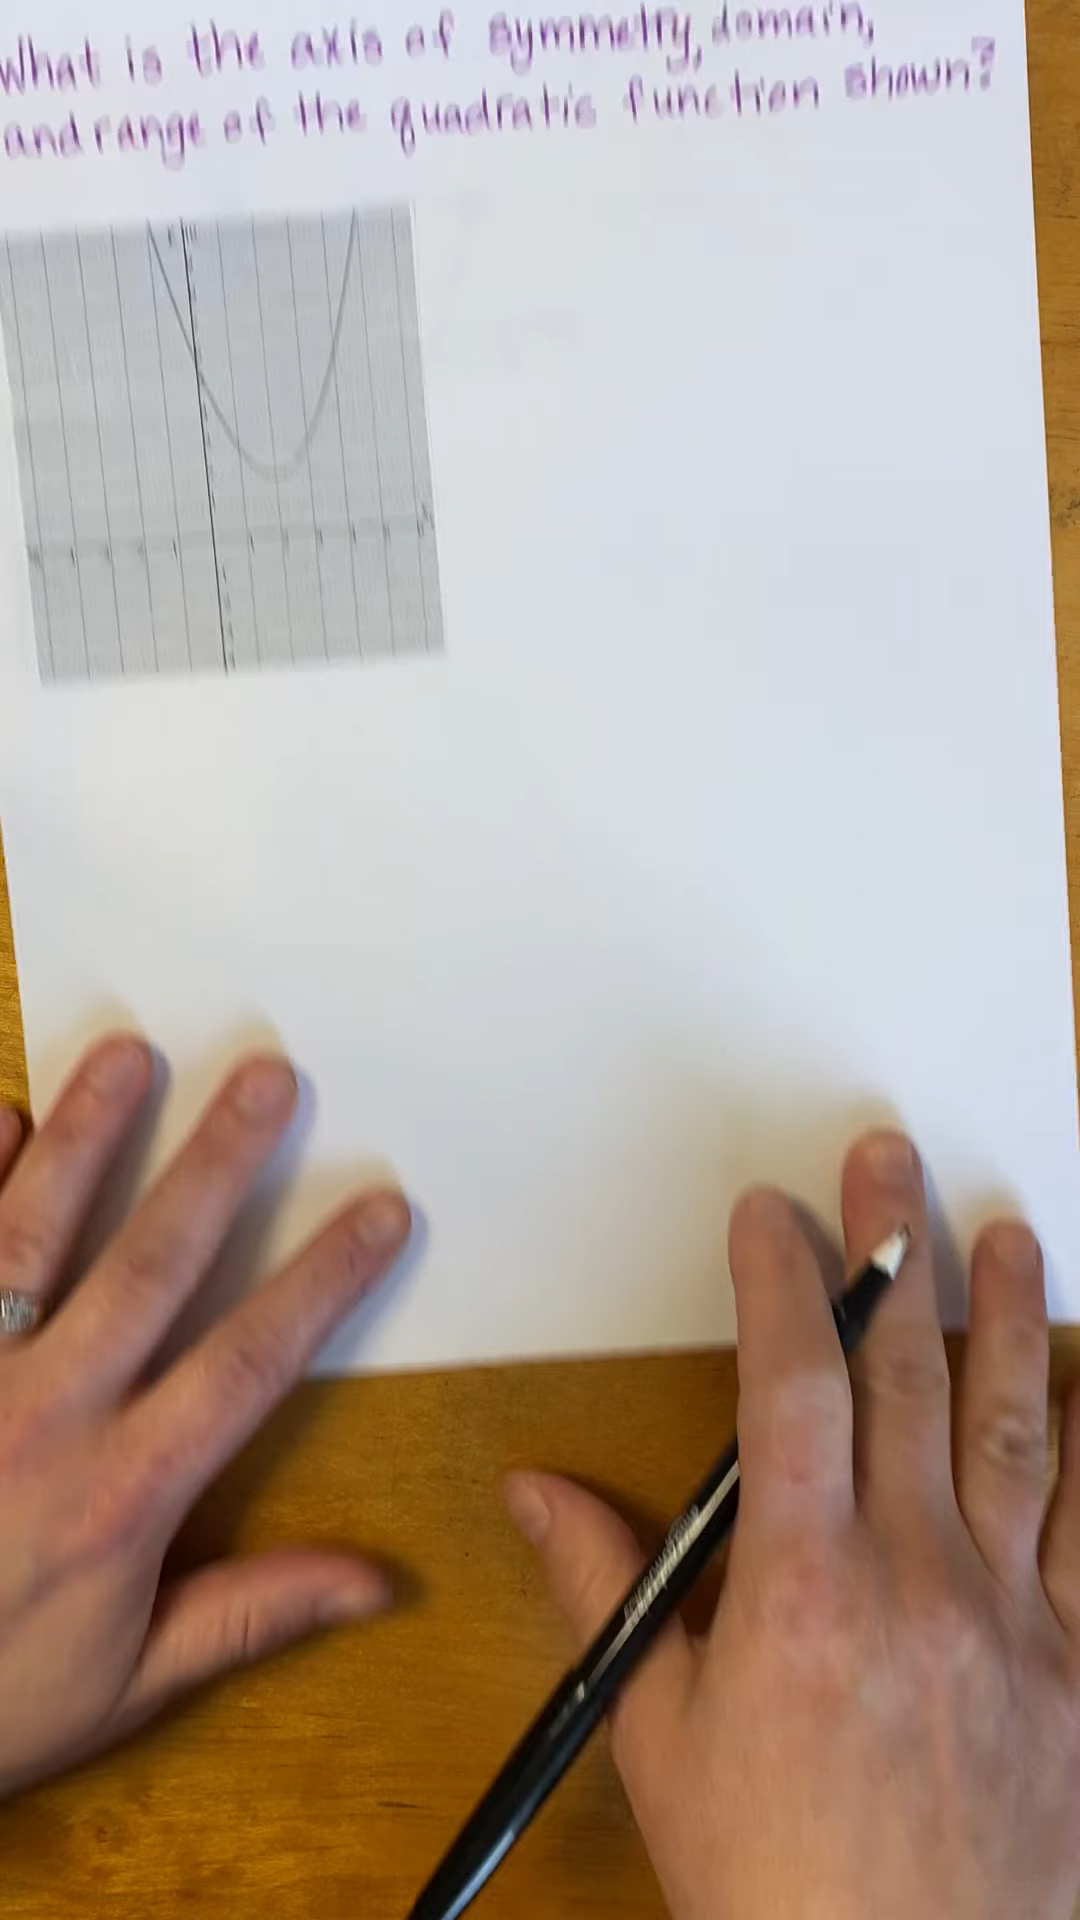 What is the axis of symmetry, domain,
and range of the quadratic function shown?